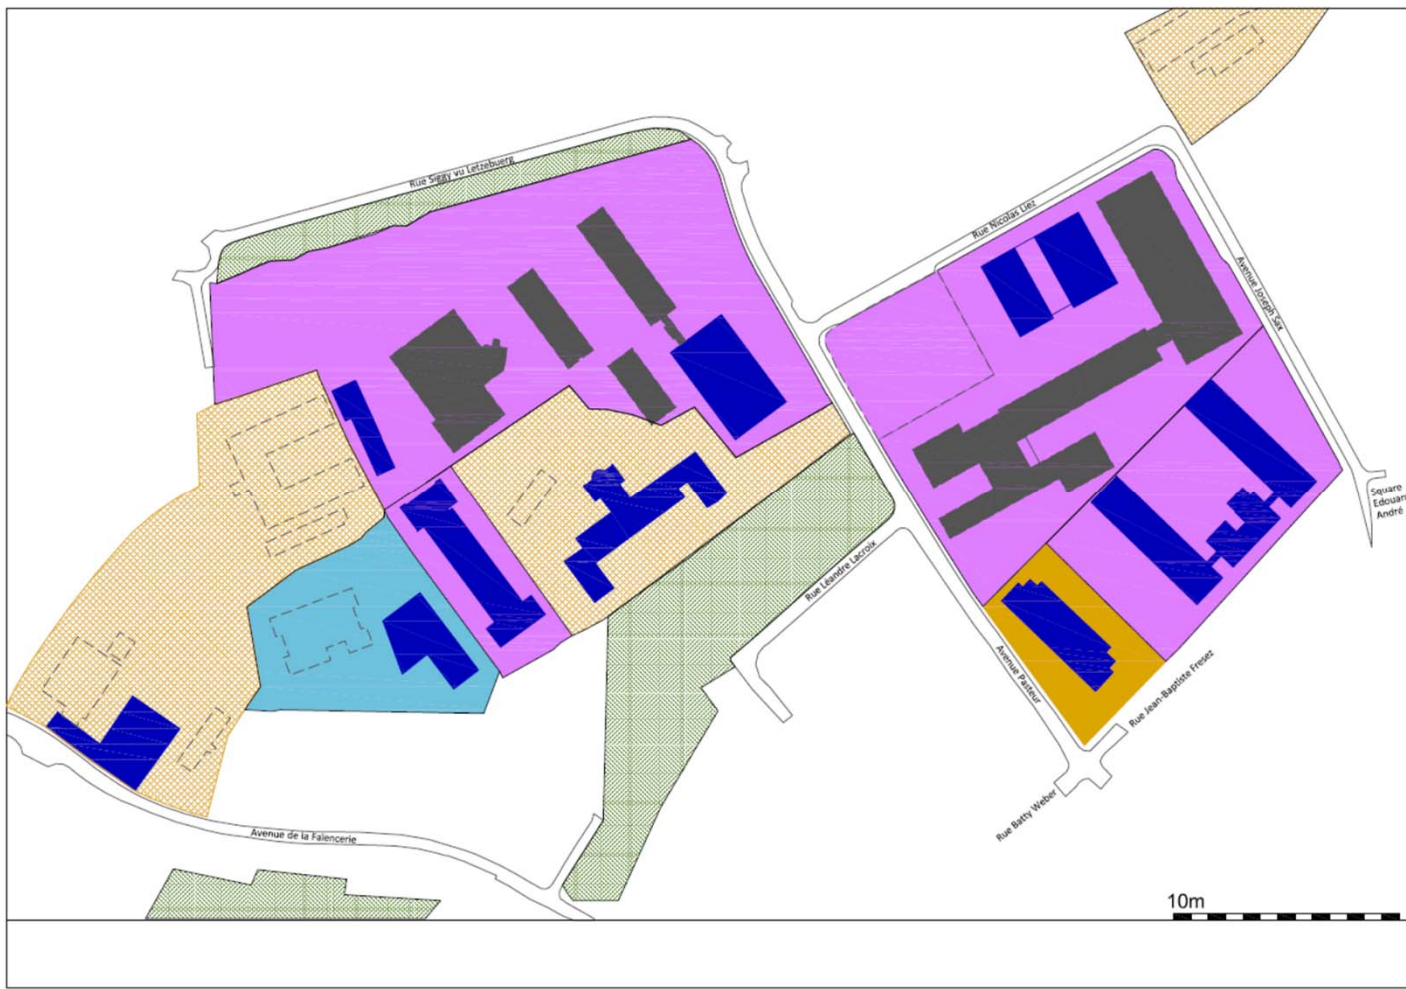 Rue Siggy vu Letzebuerg
Rue Nicolas Liez
Avenue Joseph Sax
Square
Edouard
André
Rue Léandre Lacroix
Avenue Pasteur
Rue Jean-Baptiste Fresez
Rue Batty Weber
Avenue de la Faïencerie
10m